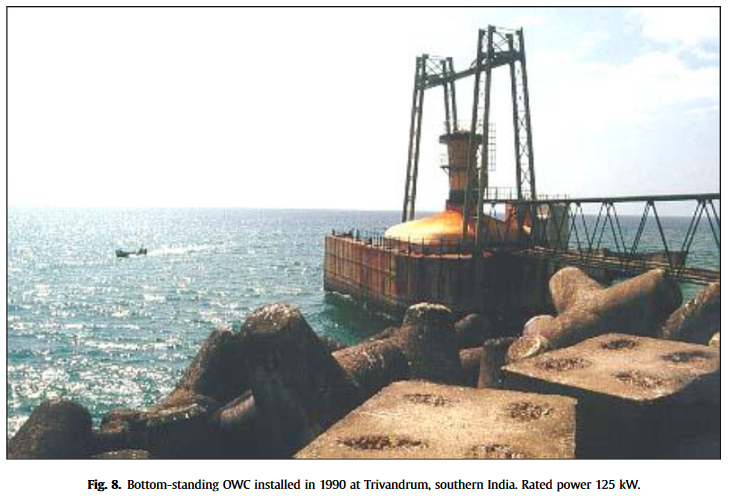 Fig. 8. Bottom-standing OWC installed in 1990 at Trivandrum, southern India. Rated power 125 kW.